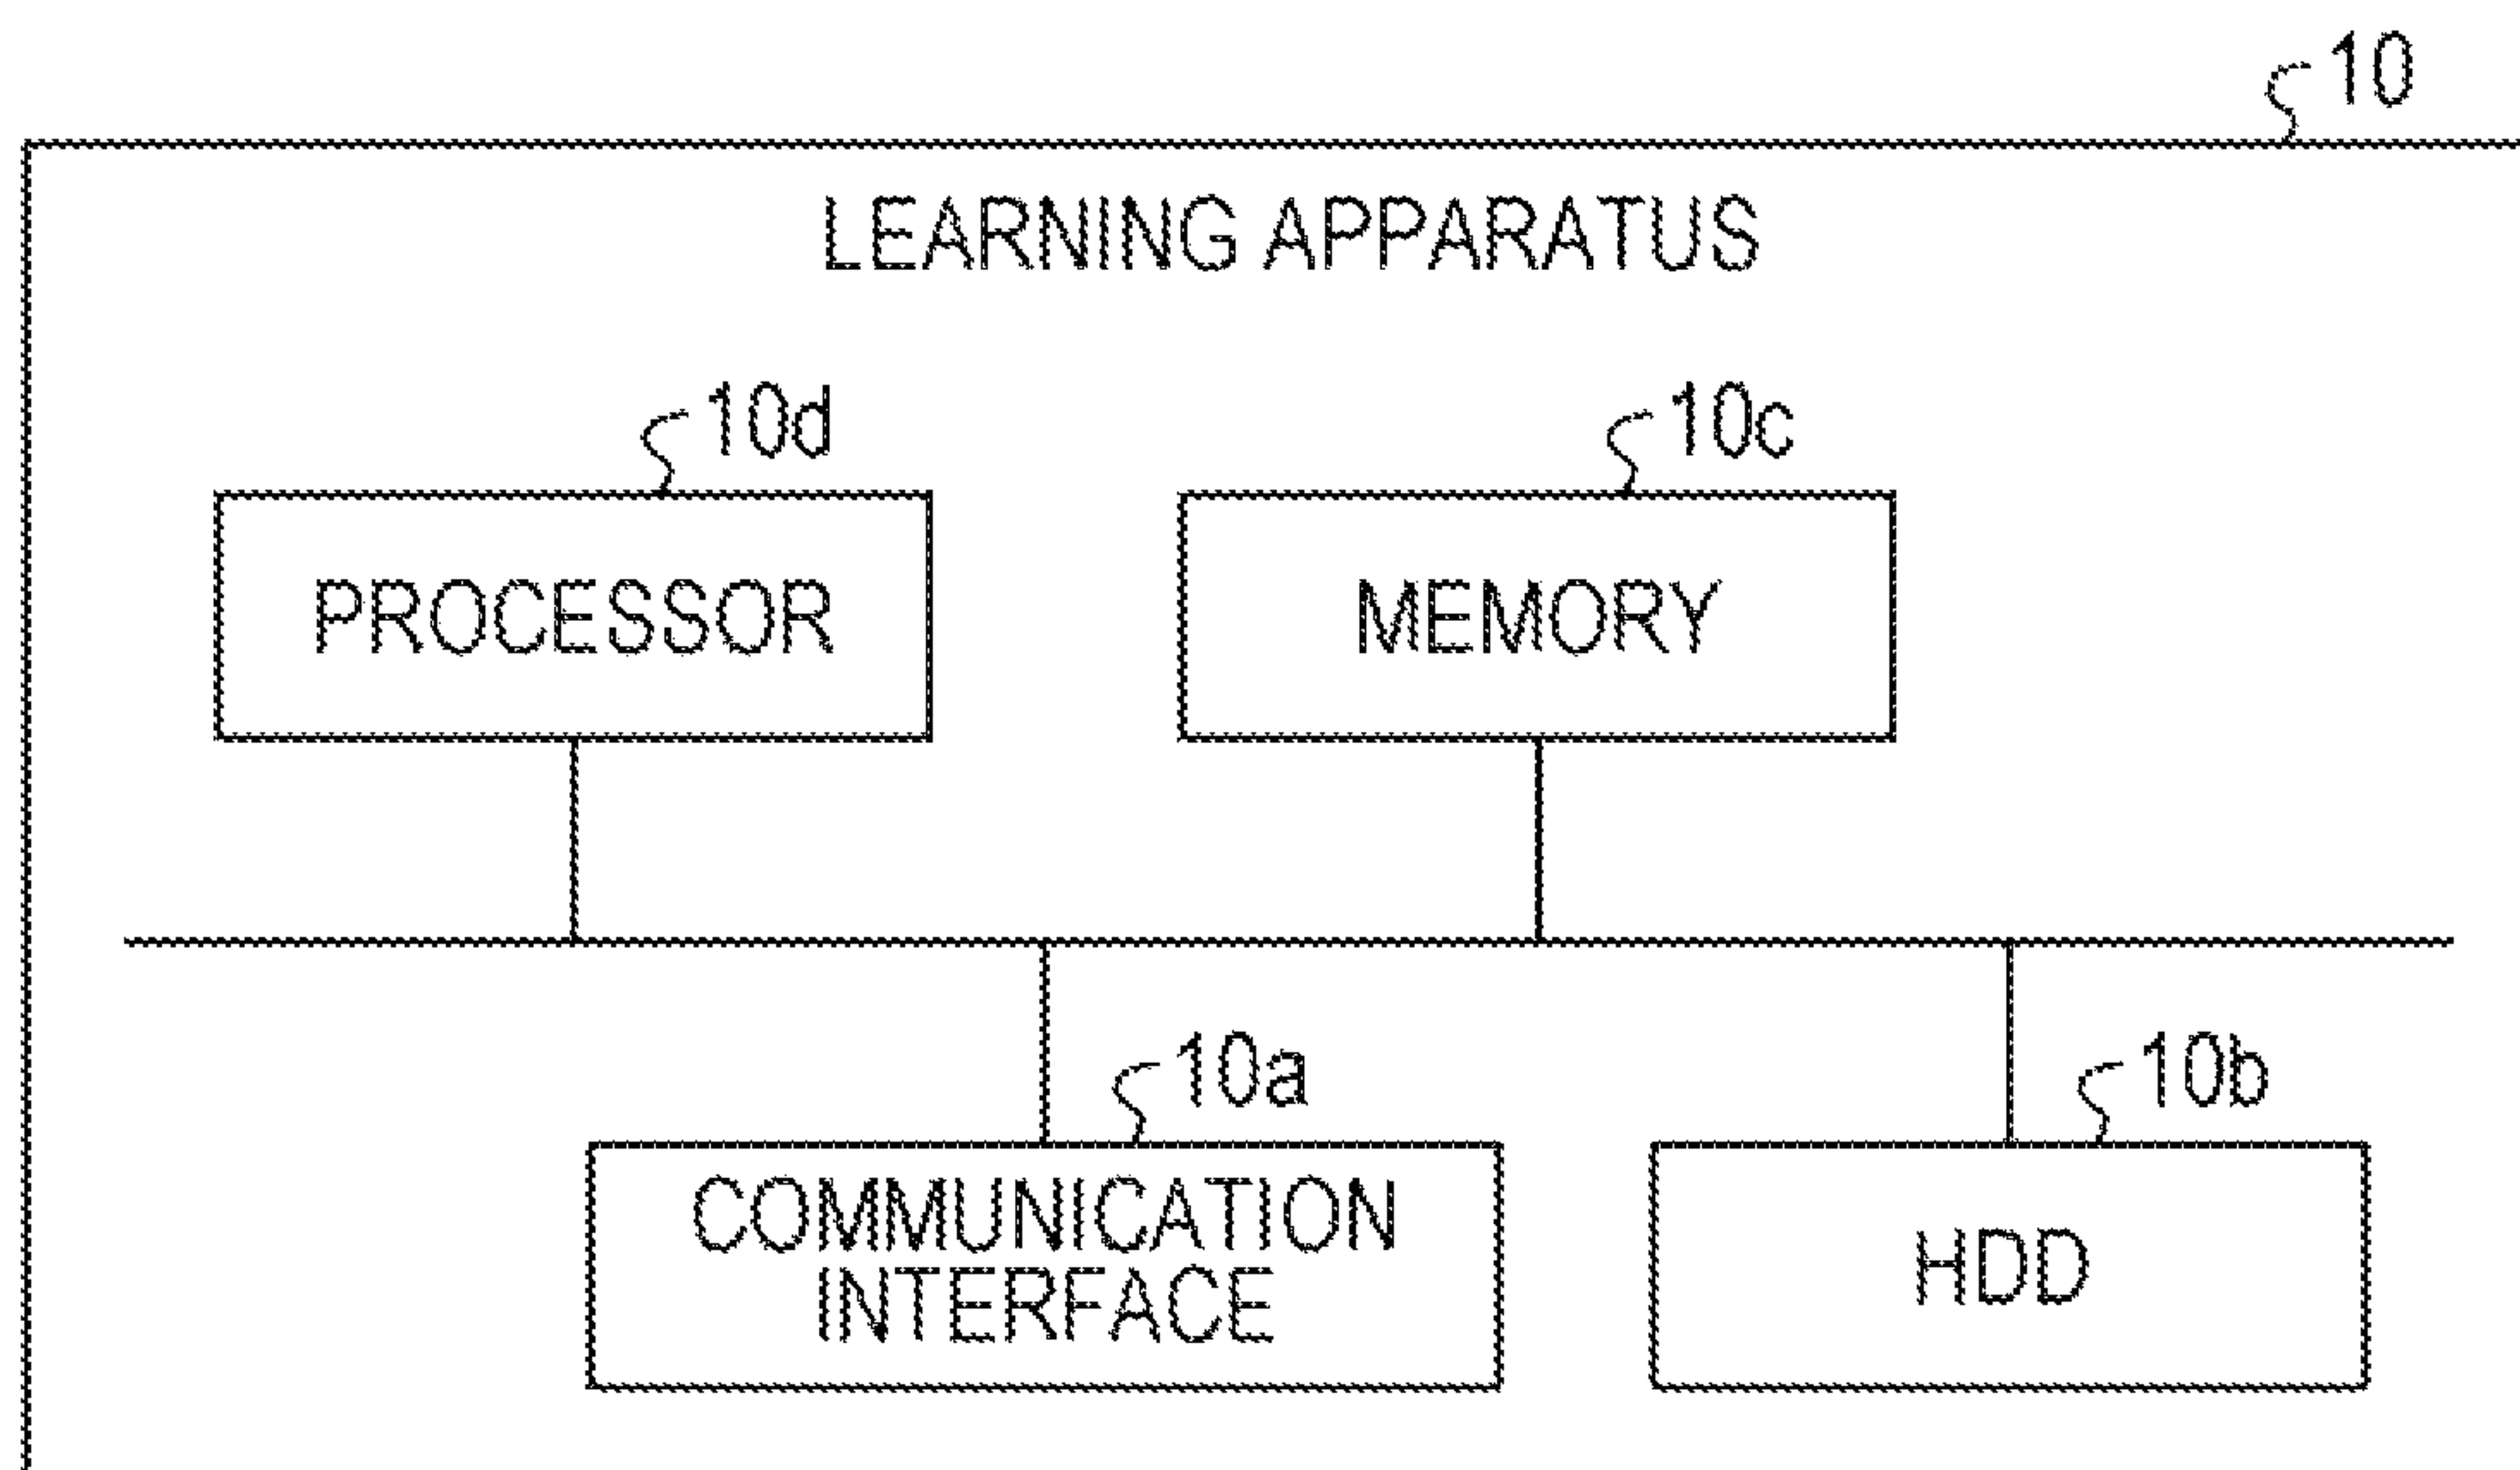 10
LEARNING APPARATUS
10d
10c
PROCESSOR
MEMORY
10a
10b
COMMUNICATION
INTERFACE
HDD